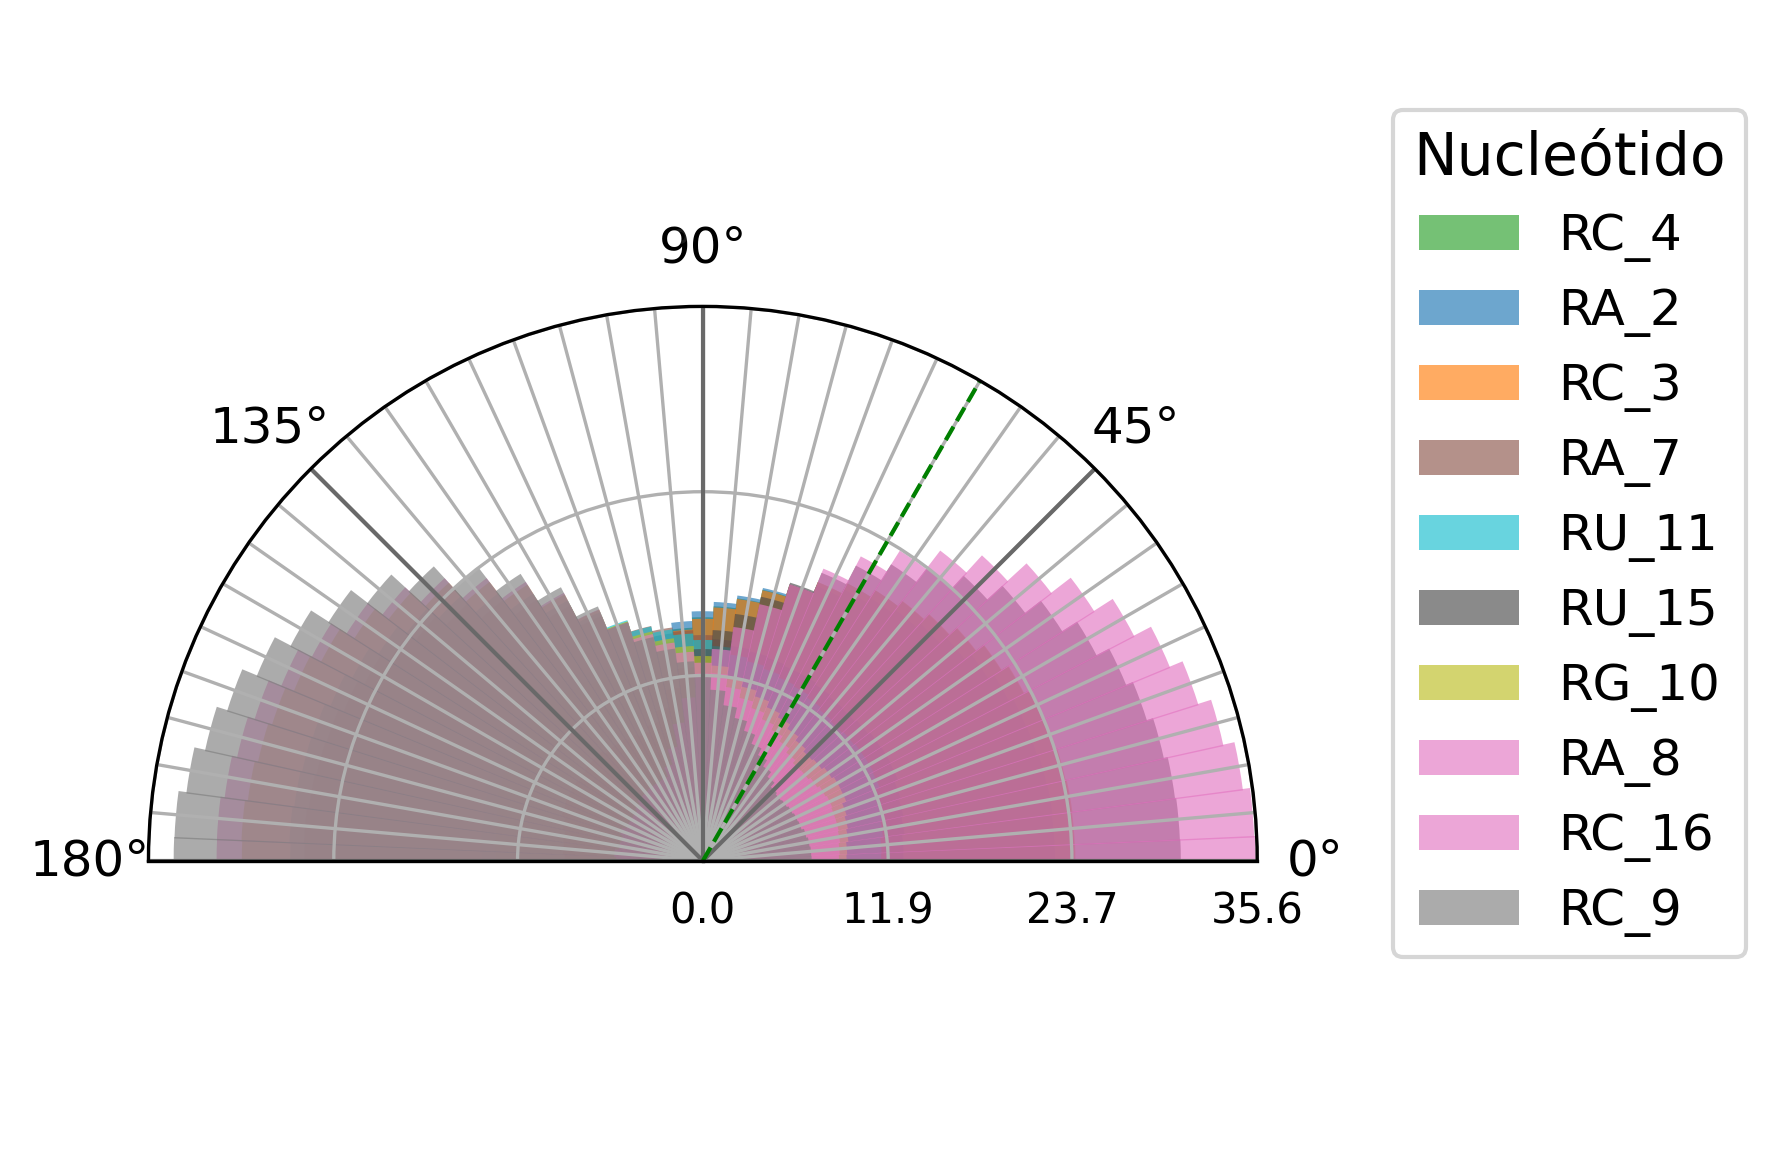 90°
135°
45°
180°
0°
0.0
11.9
23.7
35.6
Nucleótido
RC_4
RA_2
RC_3
RA_7
RU_11
RU_15
RG_10
RA_8
RC_16
RC_9